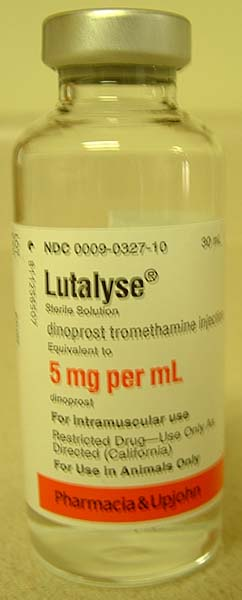 NDC 0009-0327-10 30 mL
Lutalyse®
Sterile Solution
dinoprost tromethamine injection
Equivalent to
5 mg per mL
dinoprost
For intramuscular use
Restricted Drug—Use Only As
Directed (California)
For Use in Animals Only
Pharmacia&Upjohn